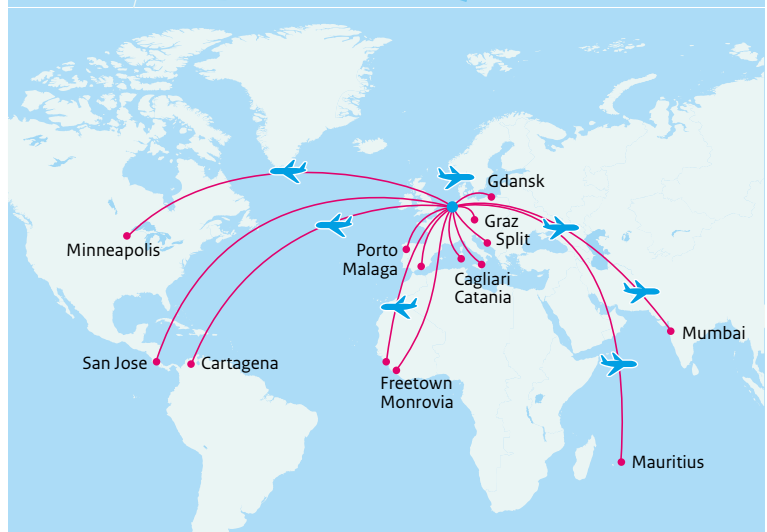 Gdansk
Graz
Split
Minneapolis
Porto
Malaga
Cagliari
Catania
Mumbai
San Jose
Cartagena
Freetown
Monrovia
Mauritius